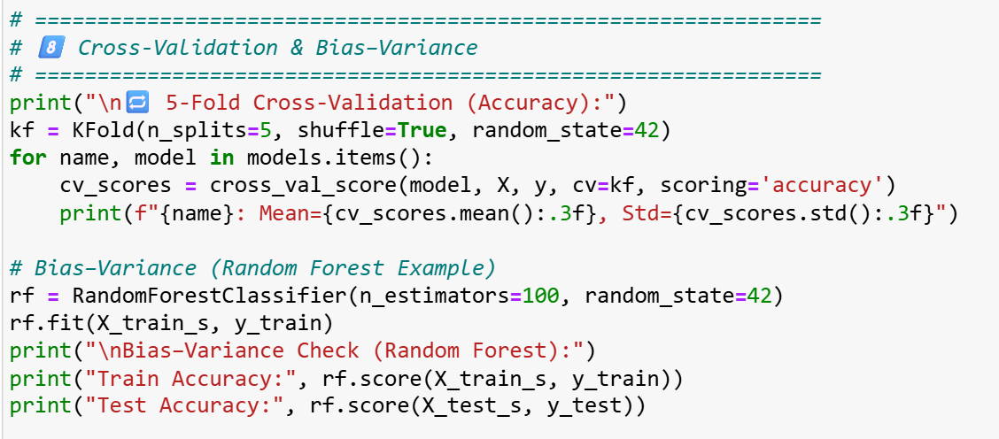 # ===============================================================
# 8️⃣ Cross-Validation & Bias–Variance
# ===============================================================
print("\n🔁 5-Fold Cross-Validation (Accuracy):")
kf = KFold(n_splits=5, shuffle=True, random_state=42)
for name, model in models.items():
    cv_scores = cross_val_score(model, X, y, cv=kf, scoring='accuracy')
    print(f"{name}: Mean={cv_scores.mean():.3f}, Std={cv_scores.std():.3f}")

# Bias–Variance (Random Forest Example)
rf = RandomForestClassifier(n_estimators=100, random_state=42)
rf.fit(X_train_s, y_train)
print("\nBias–Variance Check (Random Forest):")
print("Train Accuracy:", rf.score(X_train_s, y_train))
print("Test Accuracy:", rf.score(X_test_s, y_test))